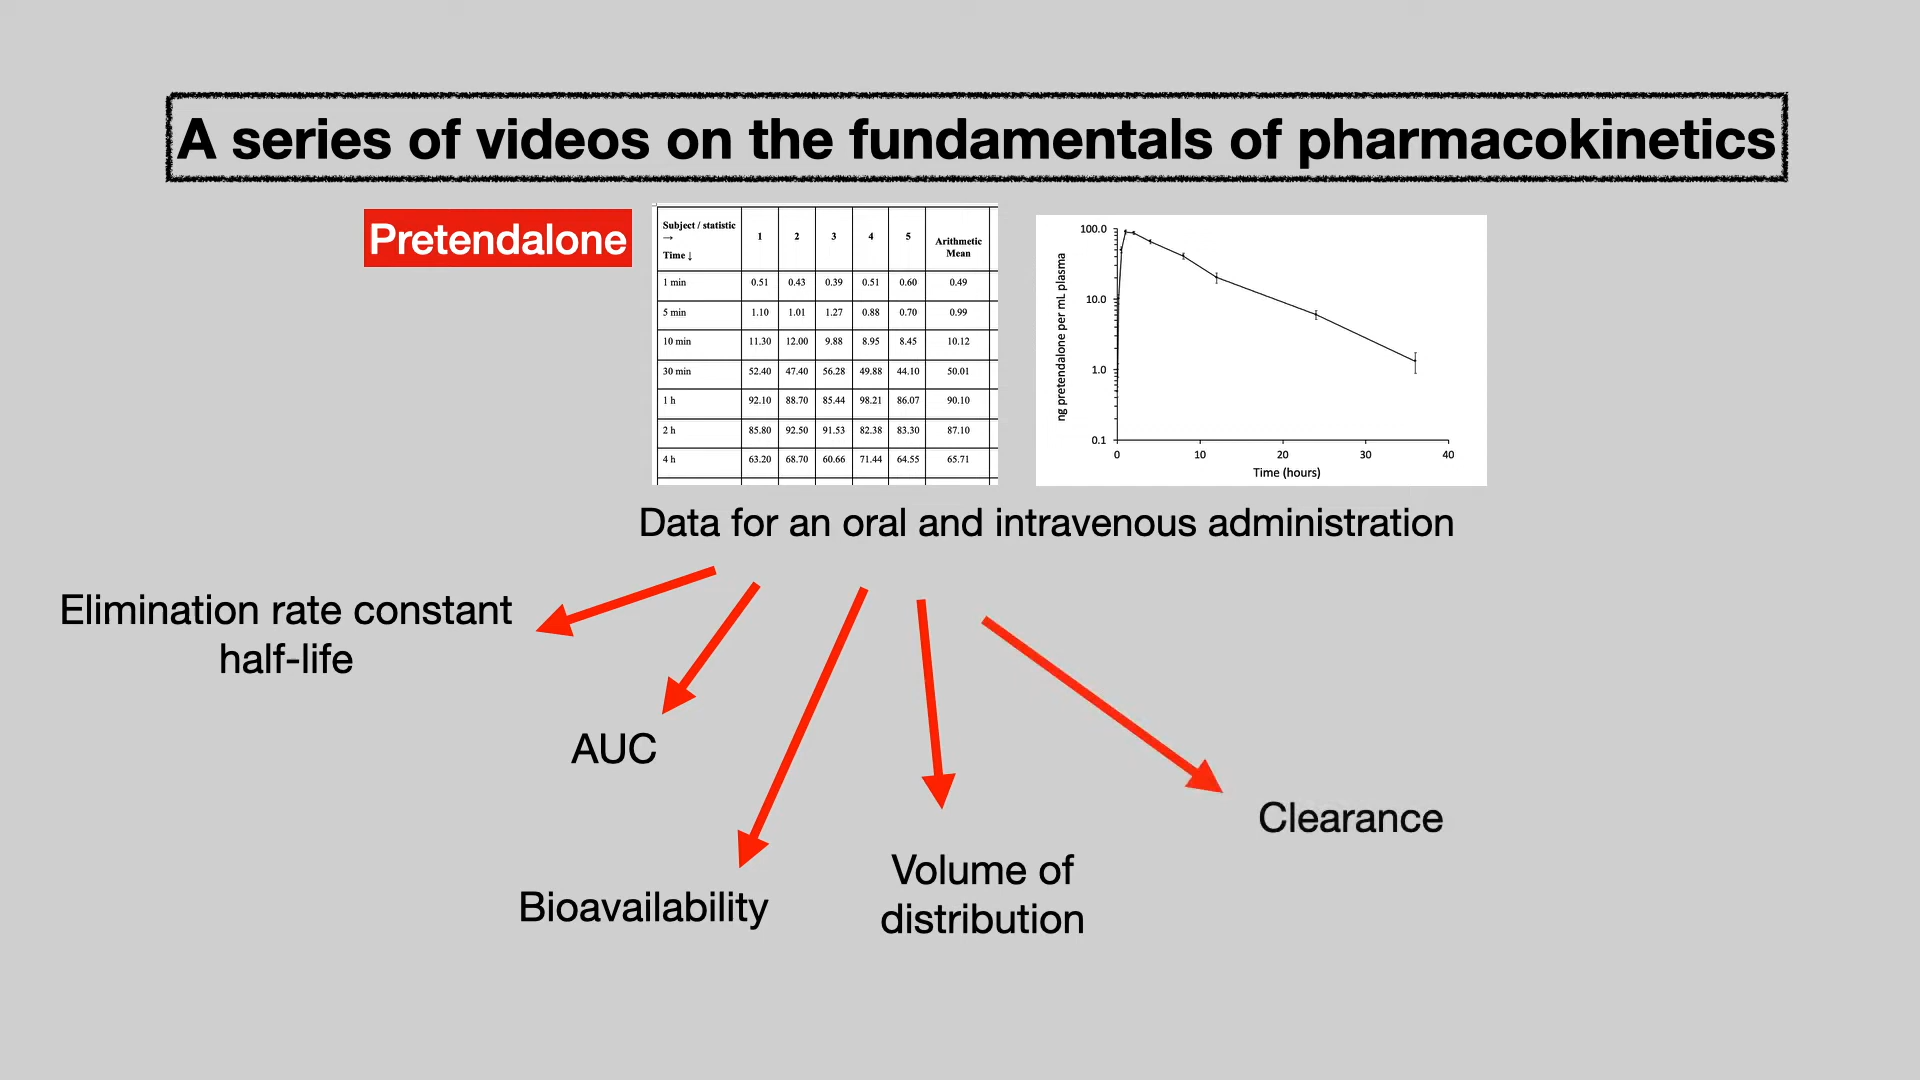 A series of videos on the fundamentals of pharmacokinetics
Pretendalone
Subject / statistic → 1 2 3 4 5 Arithmetic Mean
Time ↓
1 min 0.51 0.43 0.39 0.51 0.60 0.49
5 min 1.10 1.01 1.27 0.88 0.70 0.99
10 min 11.30 12.00 9.88 8.95 8.45 10.12
30 min 52.40 47.40 56.28 49.88 44.10 50.01
1 h 92.10 88.70 85.44 98.21 86.07 90.10
2 h 85.80 92.50 91.53 82.38 83.30 87.10
4 h 63.20 68.70 60.66 71.44 64.55 65.71
ng pretendalone per mL plasma
100.0
10.0
1.0
0.1
0 10 20 30 40
Time (hours)
Data for an oral and intravenous administration
Elimination rate constant
half-life
AUC
Bioavailability
Volume of
distribution
Clearance